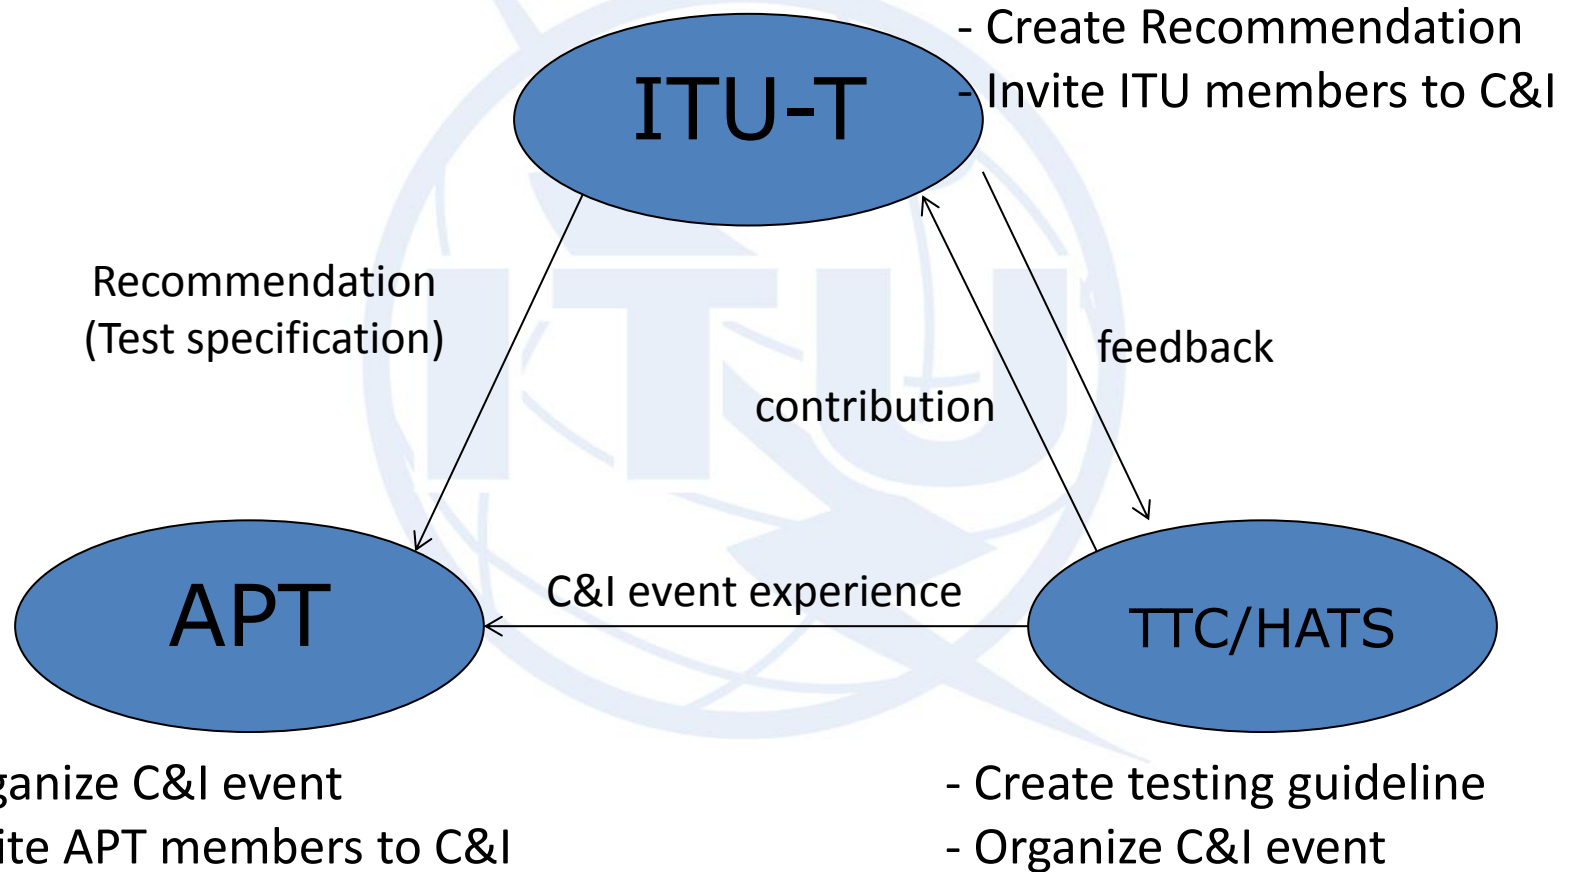 - Create Recommendation
ITU-T
- Invite ITU members to C&I
Recommendation
(Test specification)
feedback
contribution
ITU
C&I event experience
APT
TTC/HATS
ganize C&I event
ite APT members to C&I
- Create testing guideline
- Organize C&I event